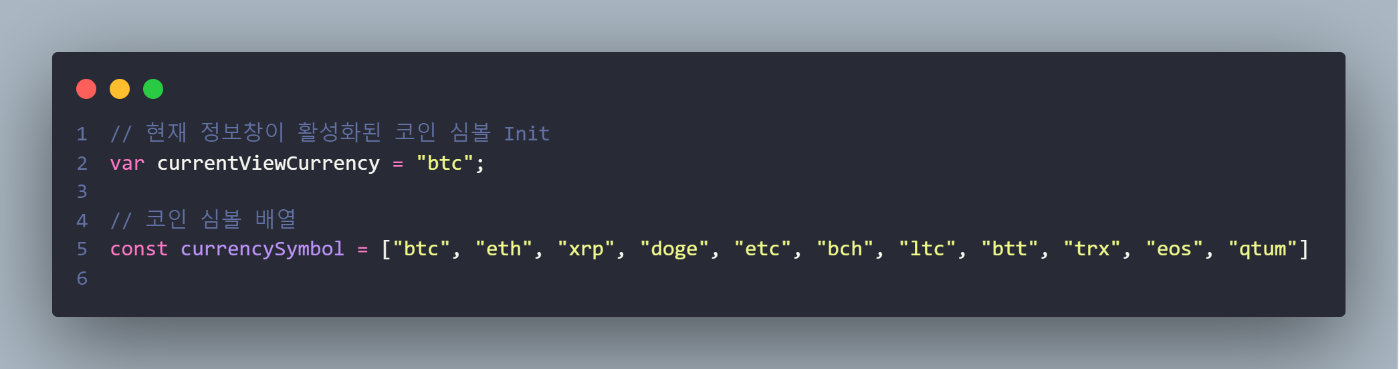 1 // 현재 정보창이 활성화된 코인 심볼 Init
2 var currentViewCurrency = "btc";
3
4 // 코인 심볼 배열
5 const currencySymbol = ["btc", "eth", "xrp", "doge", "etc", "bch", "ltc", "btt", "trx", "eos", "qtum"]
6